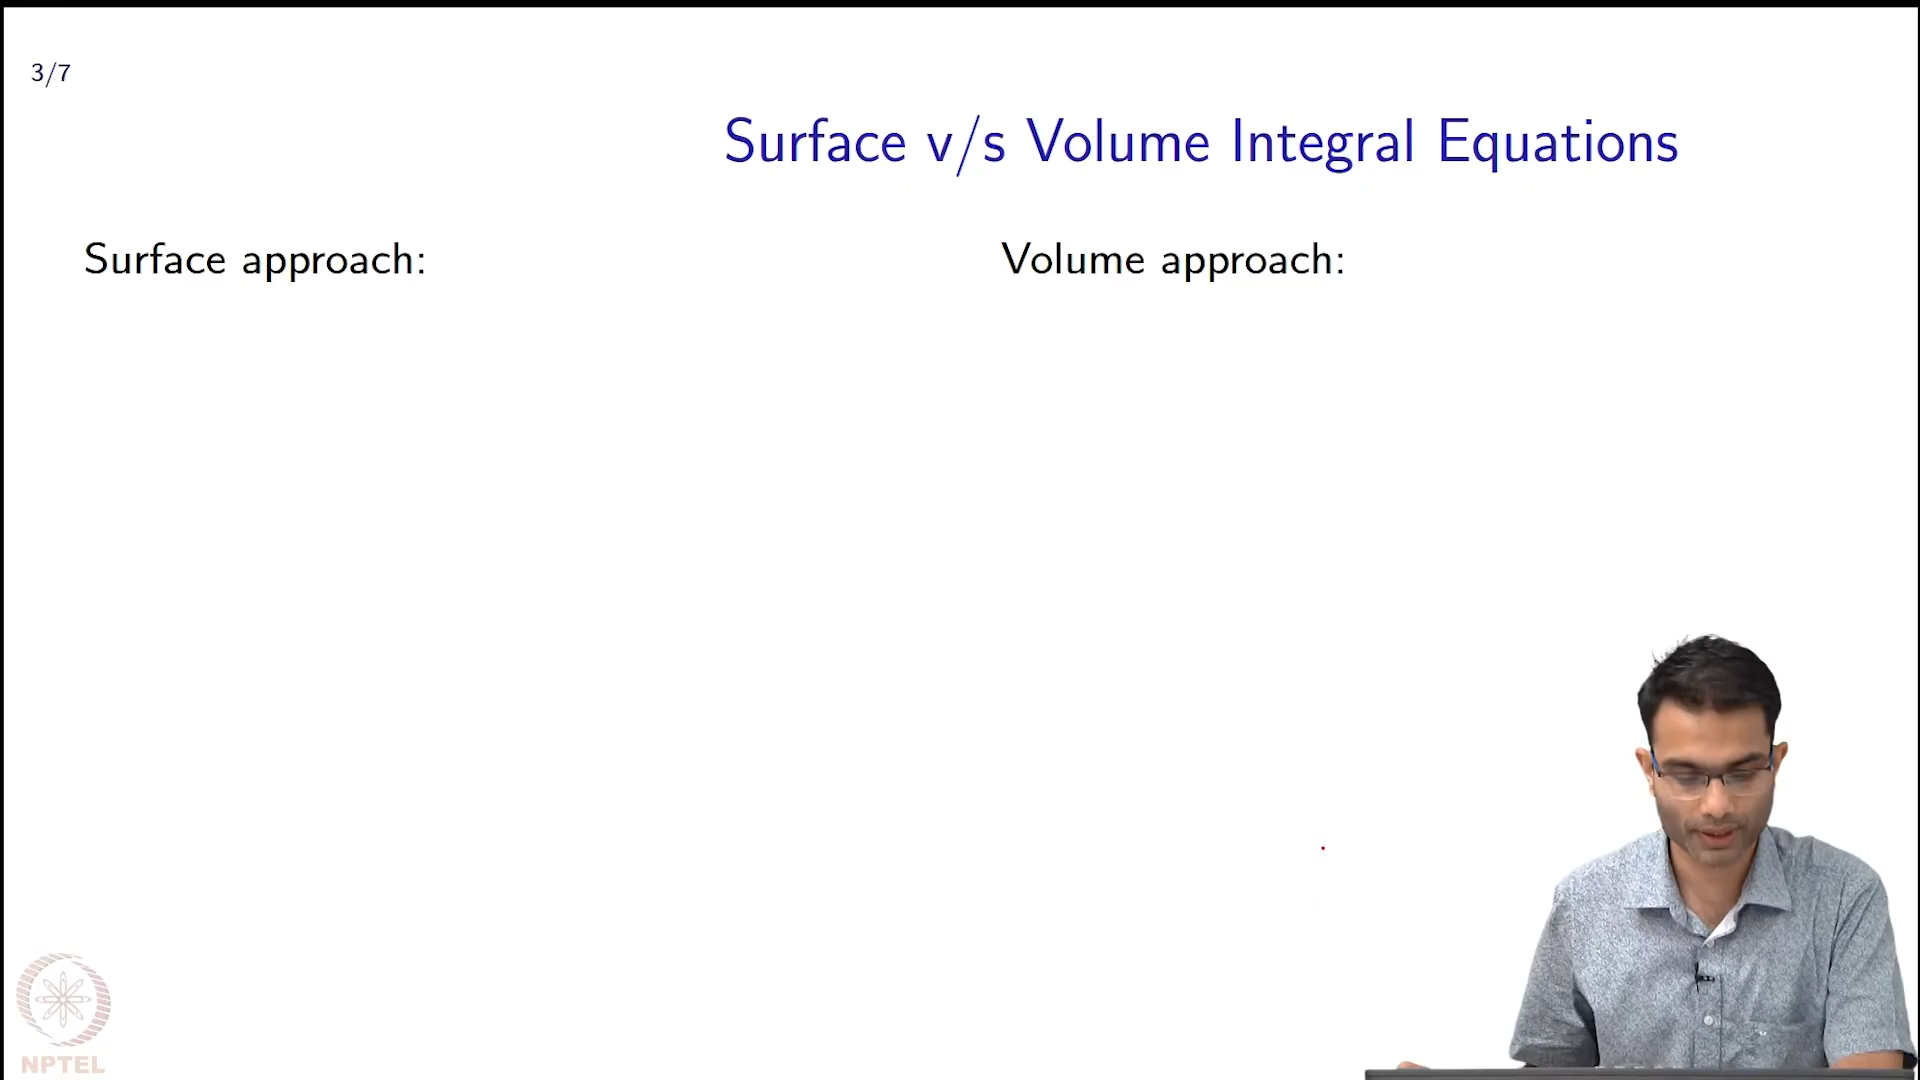 3/7
Surface v/s Volume Integral Equations
Surface approach:
Volume approach:
NPTEL